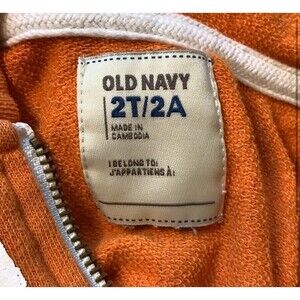 OLD NAVY
2T/2A
MADE IN
CAMBODIA
I BELONG TO:
J'APPARTIENS À: